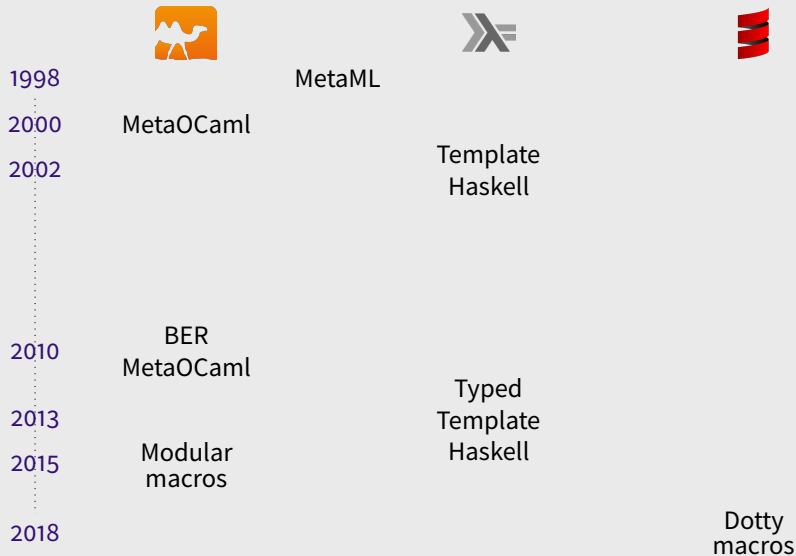 1998
MetaML
2000
MetaOCaml
2002
Template
Haskell
2010
BER
MetaOCaml
2013
Typed
Template
Haskell
2015
Modular
macros
2018
Dotty
macros